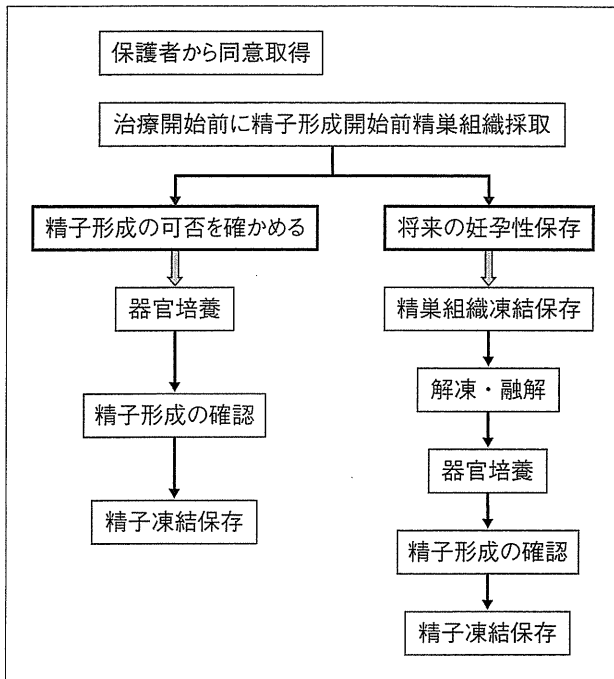 保護者から同意取得
治療開始前に精子形成開始前精巣組織採取
精子形成の可否を確かめる
器官培養
精子形成の確認
精子凍結保存
将来の妊孕性保存
精巣組織凍結保存
解凍・融解
器官培養
精子形成の確認
精子凍結保存